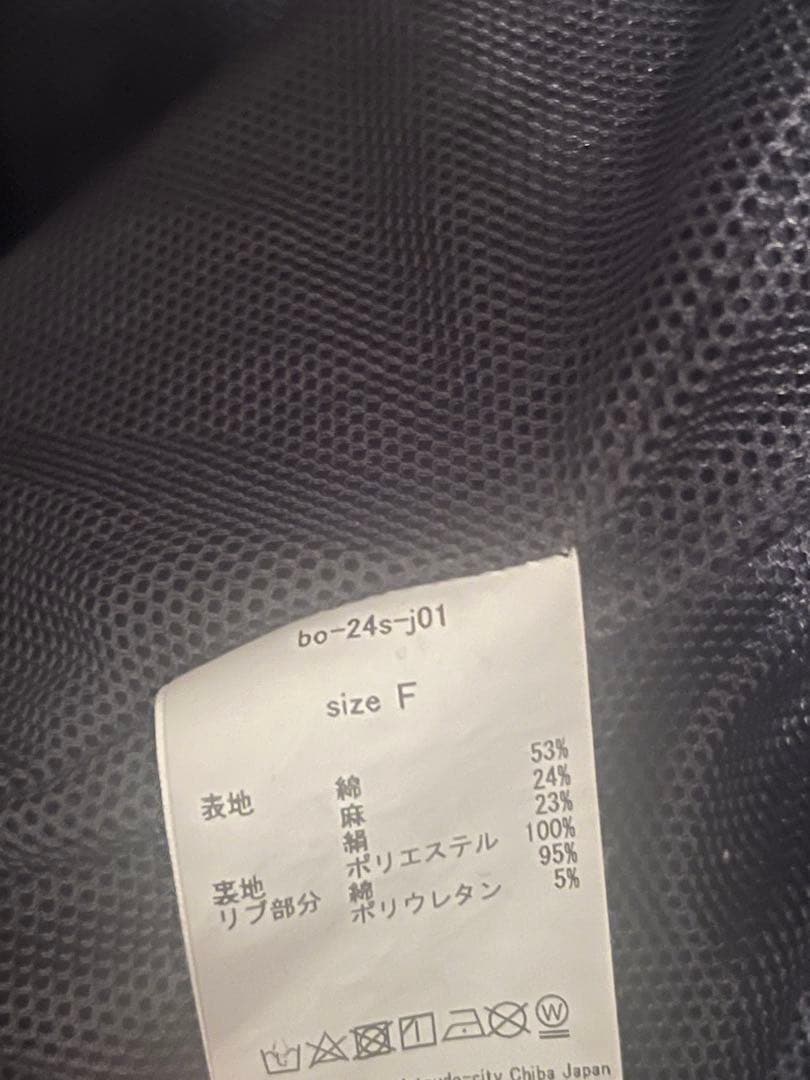 bo-24s-j01
size F
表地 綿 53%
麻 24%
絹 23%
裏地 ポリエステル 100%
リブ部分 綿 95%
ポリウレタン 5%
W
Chiba Japan